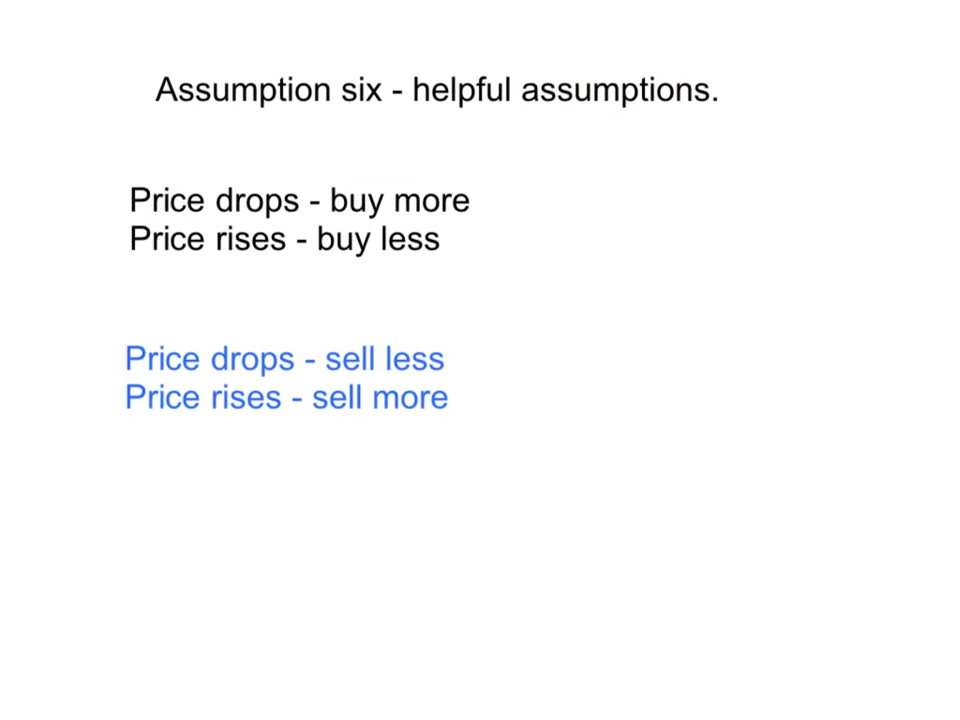 Assumption six - helpful assumptions.
Price drops - buy more
Price rises - buy less
Price drops - sell less
Price rises - sell more